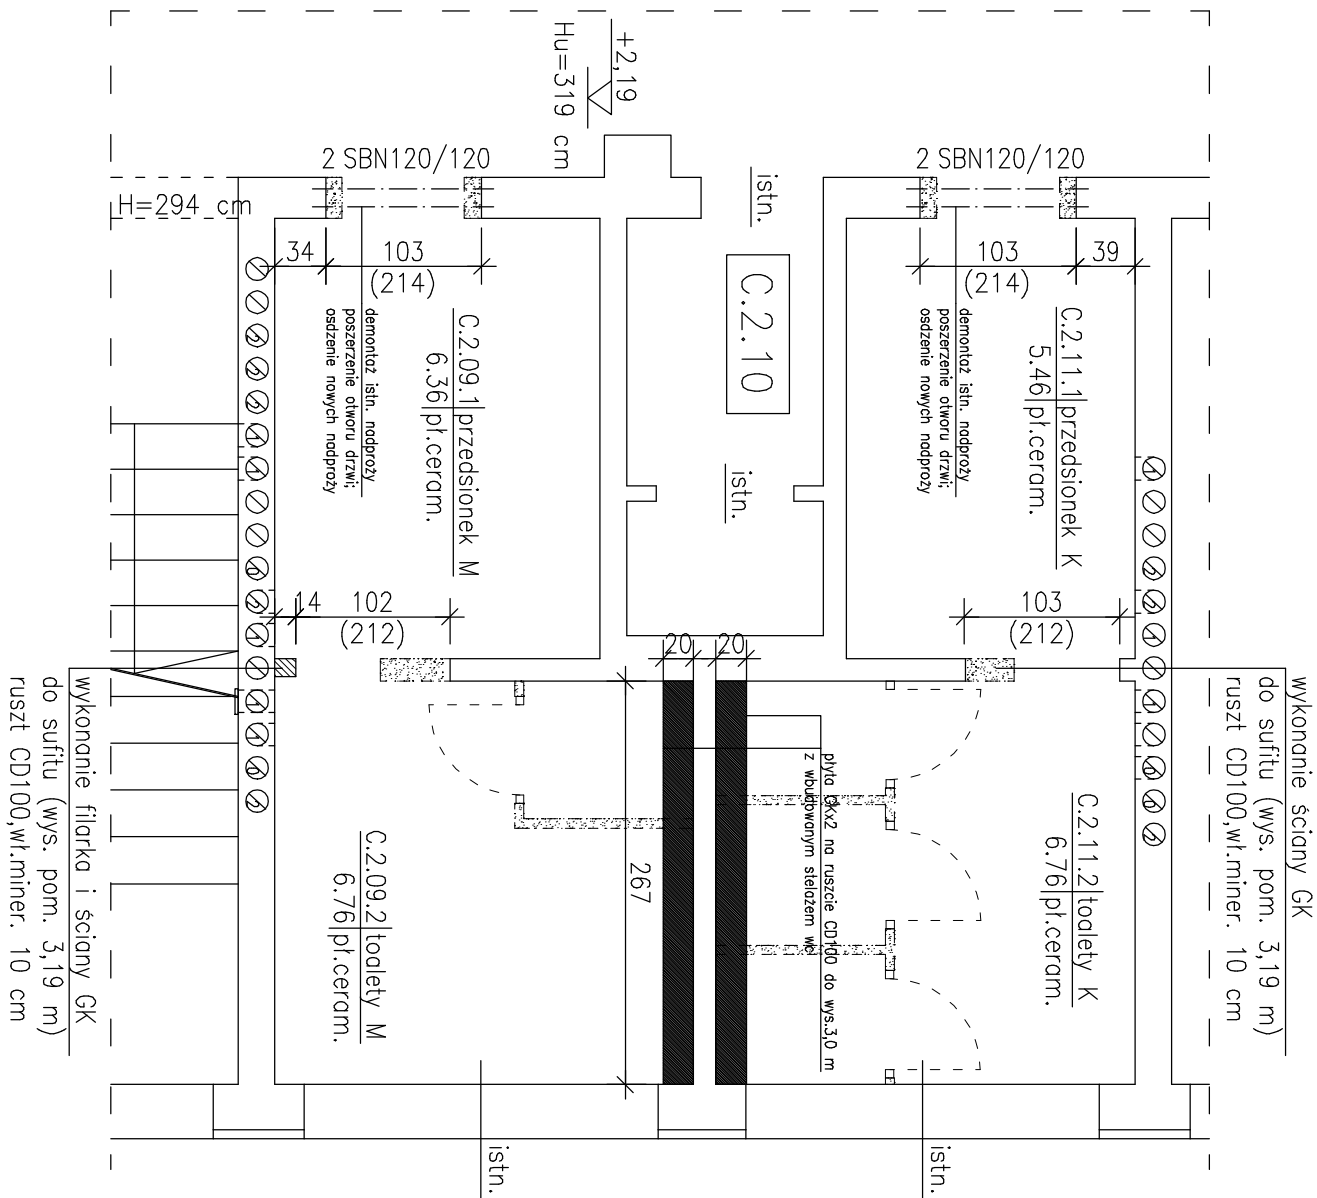 +2,19
Hu=319 cm
2 SBN120/120
2 SBN120/120
H=294 cm
istn.
34
103
(214)
103
(214)
39
C.2.10
C.2.09.1 przedsionek M
6.36 pł.ceram.
demontaż istn. nadproży
poszerzenie otworu drzwi;
osdzenie nowych nadproży
C.2.11.1 przedsionek K
5.46 pł.ceram.
demontaż istn. nadproży
poszerzenie otworu drzwi;
osdzenie nowych nadproży
istn.
14
102
(212)
103
(212)
20
20
wykonanie ściany GK
do sufitu (wys. pom. 3,19 m)
ruszt CD100,wł.miner. 10 cm
wykonanie filarka i ściany GK
do sufitu (wys. pom. 3,19 m)
ruszt CD100,wł.miner. 10 cm
płyta GKx2 na ruszcie CD100 do wys.3,0 m
z wbudowanym stelażem wc
267
C.2.09.2 toalety M
6.76 pł.ceram.
C.2.11.2 toalety K
6.76 pł.ceram.
istn.
istn.